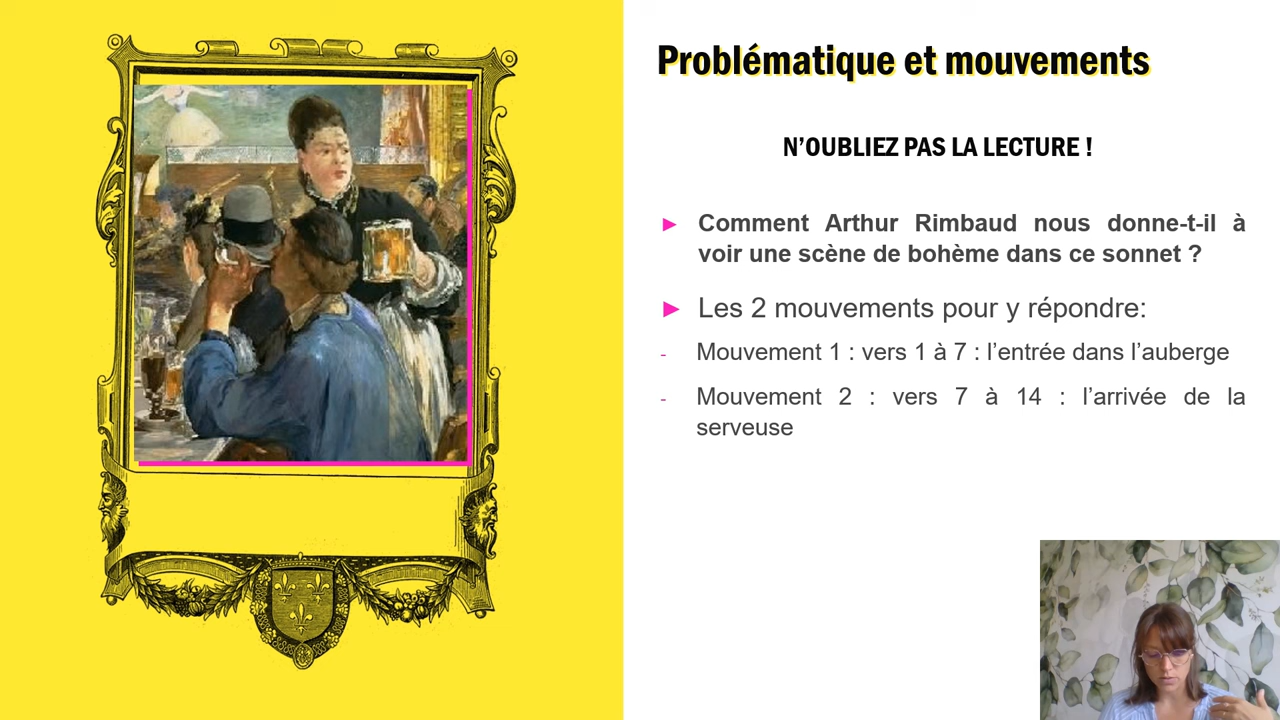 Problématique et mouvements
N’OUBLIEZ PAS LA LECTURE !
► Comment Arthur Rimbaud nous donne-t-il à
voir une scène de bohème dans ce sonnet ?
► Les 2 mouvements pour y répondre:
- Mouvement 1 : vers 1 à 7 : l’entrée dans l’auberge
- Mouvement 2 : vers 7 à 14 : l’arrivée de la
serveuse